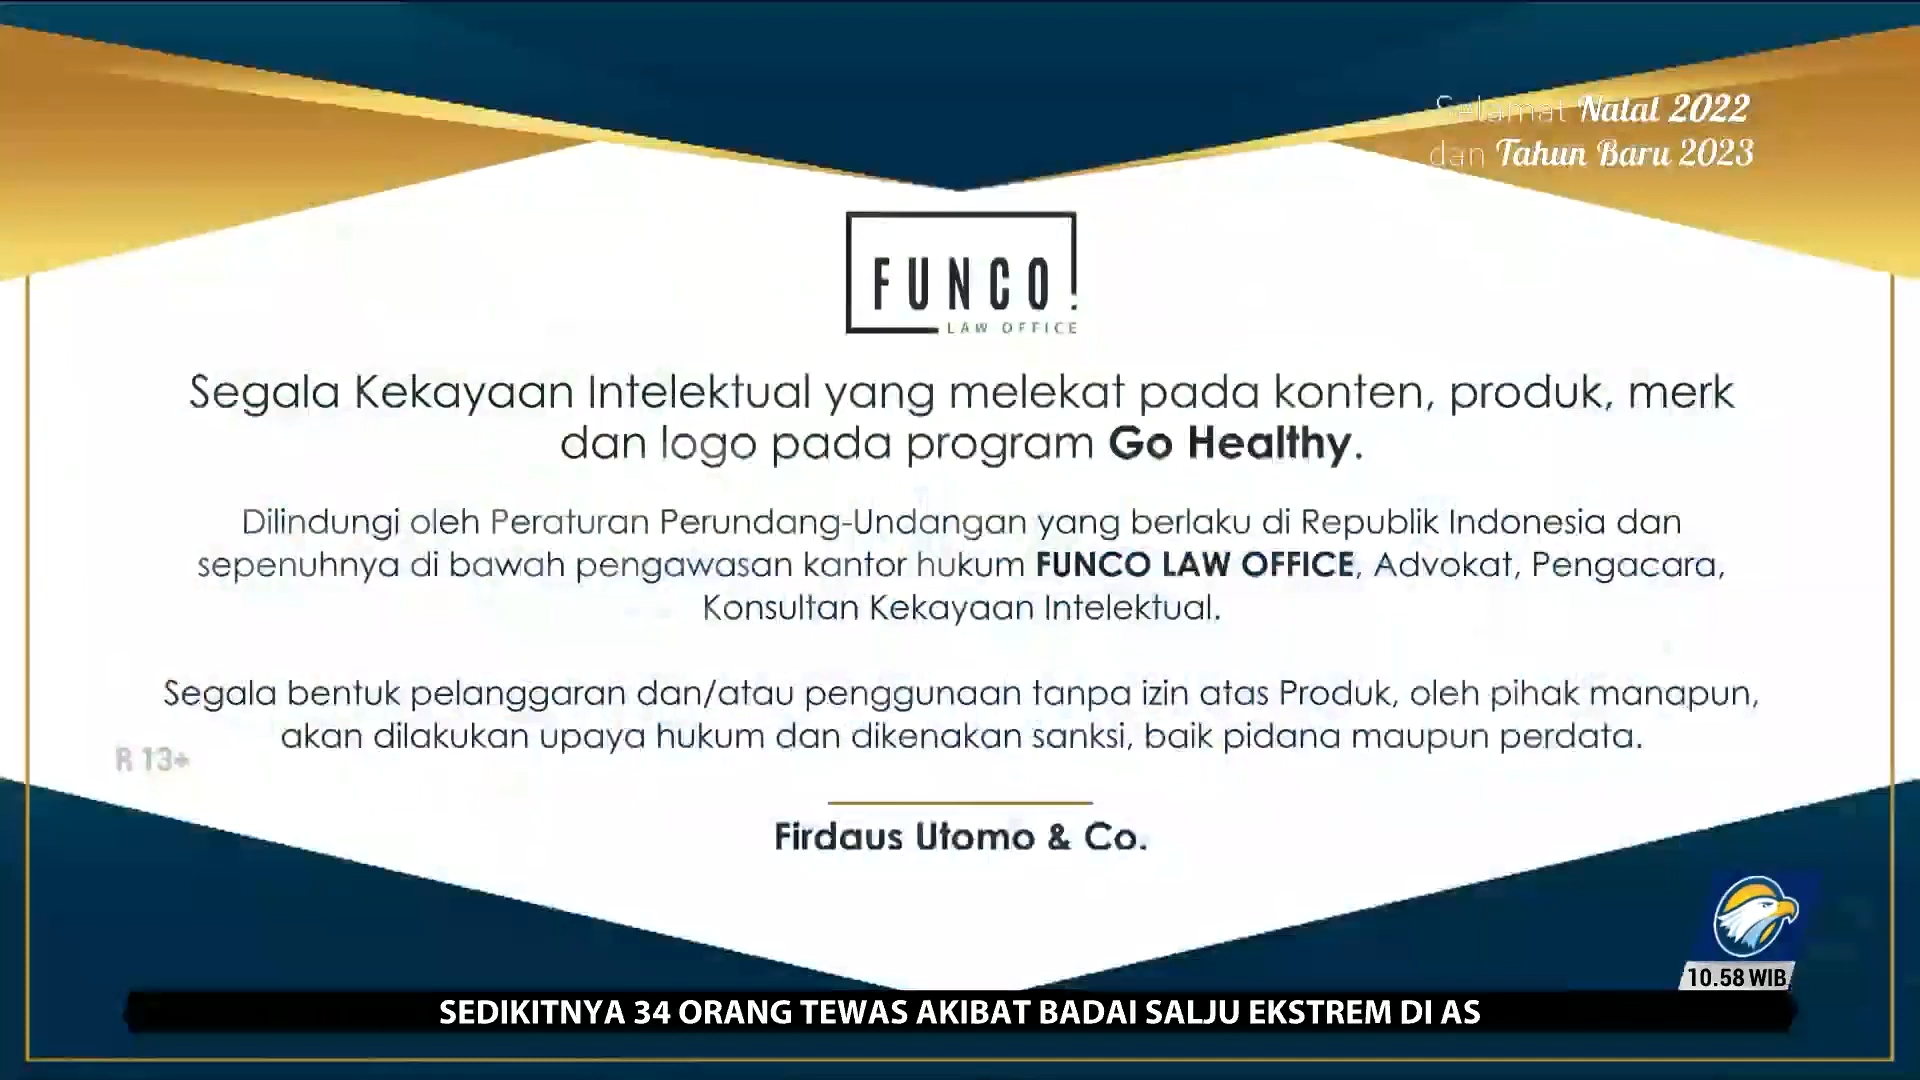 Selamat Natal 2022
dan Tahun Baru 2023
FUNCO!
LAW OFFICE
Segala Kekayaan Intelektual yang melekat pada konten, produk, merk
dan logo pada program Go Healthy.
Dilindungi oleh Peraturan Perundang-Undangan yang berlaku di Republik Indonesia dan
sepenuhnya di bawah pengawasan kantor hukum FUNCO LAW OFFICE, Advokat, Pengacara,
Konsultan Kekayaan Intelektual.
Segala bentuk pelanggaran dan/atau penggunaan tanpa izin atas Produk, oleh pihak manapun,
akan dilakukan upaya hukum dan dikenakan sanksi, baik pidana maupun perdata.
R 13+
Firdaus Utomo & Co.
10.58 WIB
SEDIKITNYA 34 ORANG TEWAS AKIBAT BADAI SALJU EKSTREM DI AS